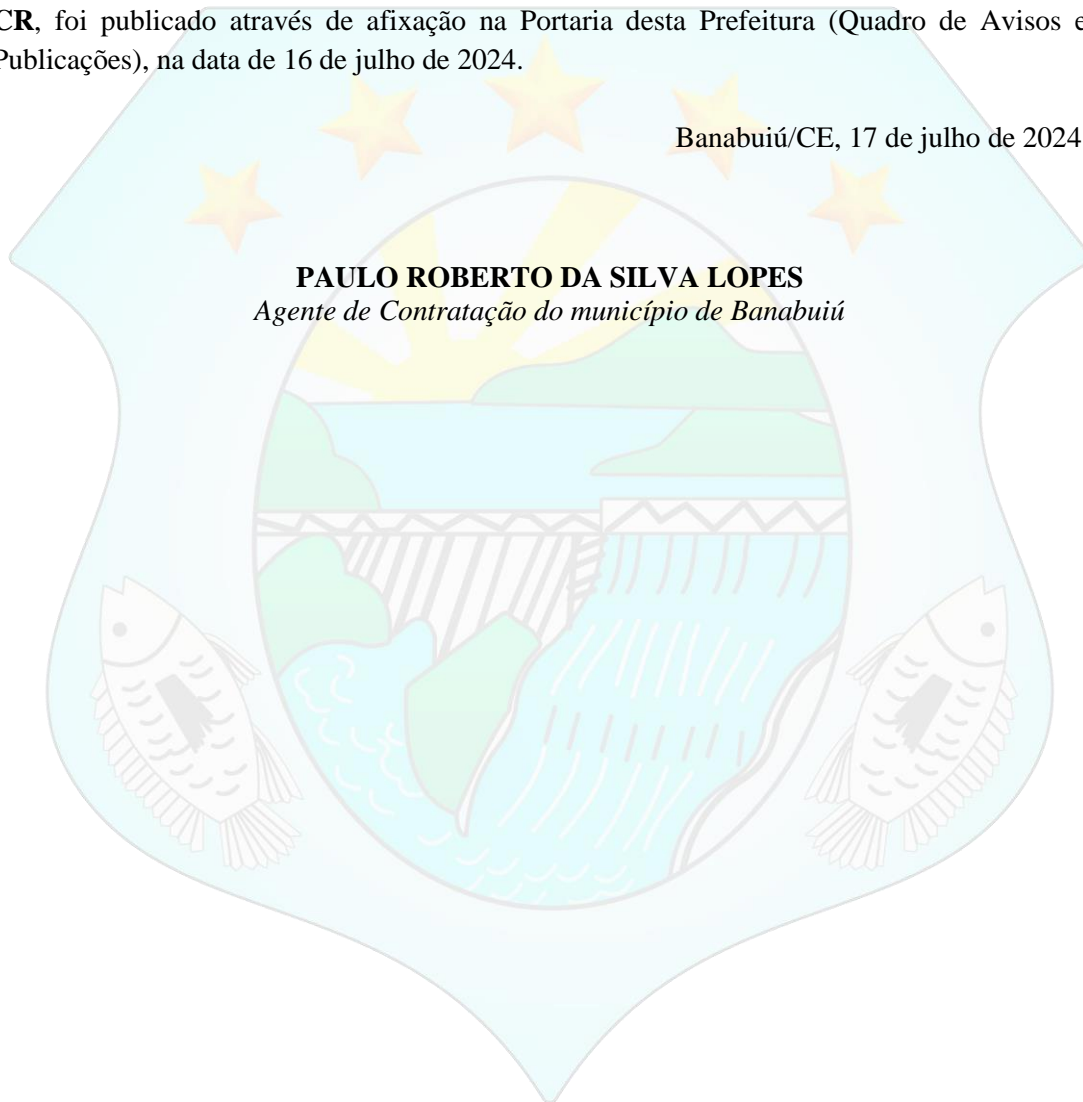 CR, foi publicado através de afixação na Portaria desta Prefeitura (Quadro de Avisos e
Publicações), na data de 16 de julho de 2024.
Banabuiú/CE, 17 de julho de 2024
PAULO ROBERTO DA SILVA LOPES
Agente de Contratação do município de Banabuiú